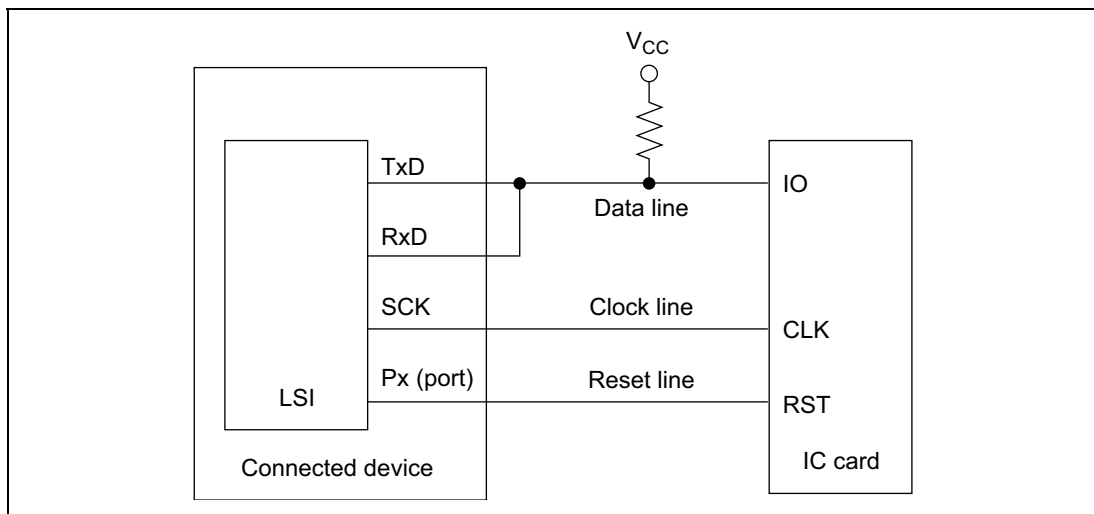 VCC
TxD
IO
Data line
RxD
SCK
Clock line
CLK
Px (port)
Reset line
LSI
RST
Connected device
IC card